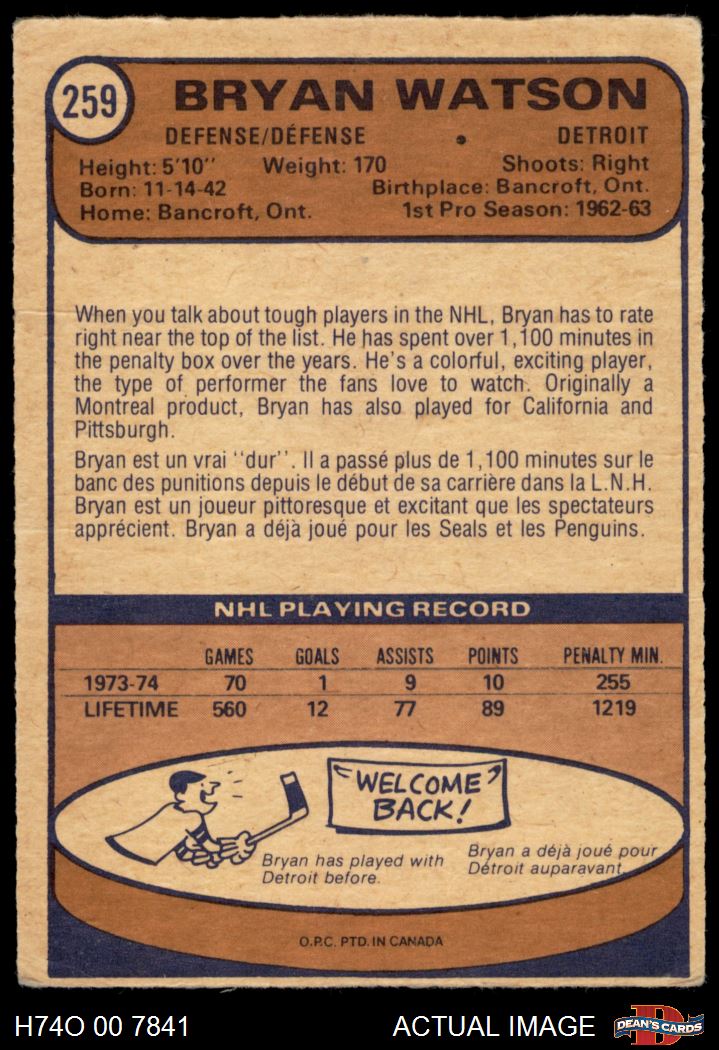 259
BRYAN WATSON
DEFENSE/DÉFENSE • DETROIT
Height: 5'10'' Weight: 170 Shoots: Right
Born: 11-14-42 Birthplace: Bancroft, Ont.
Home: Bancroft, Ont. 1st Pro Season: 1962-63
When you talk about tough players in the NHL, Bryan has to rate
right near the top of the list. He has spent over 1,100 minutes in
the penalty box over the years. He's a colorful, exciting player,
the type of performer the fans love to watch. Originally a
Montreal product, Bryan has also played for California and
Pittsburgh.
Bryan est un vrai ''dur''. Il a passé plus de 1,100 minutes sur le
banc des punitions depuis le début de sa carrière dans la L.N.H.
Bryan est un joueur pittoresque et excitant que les spectateurs
apprécient. Bryan a déjà joué pour les Seals et les Penguins.
NHL PLAYING RECORD
GAMES GOALS ASSISTS POINTS PENALTY MIN.
1973-74 70 1 9 10 255
LIFETIME 560 12 77 89 1219
WELCOME
BACK!
Bryan has played with
Detroit before.
Bryan a déjà joué pour
Détroit auparavant.
O.P.C. PTD. IN CANADA
H74O 00 7841 ACTUAL IMAGE
DEAN'S CARDS